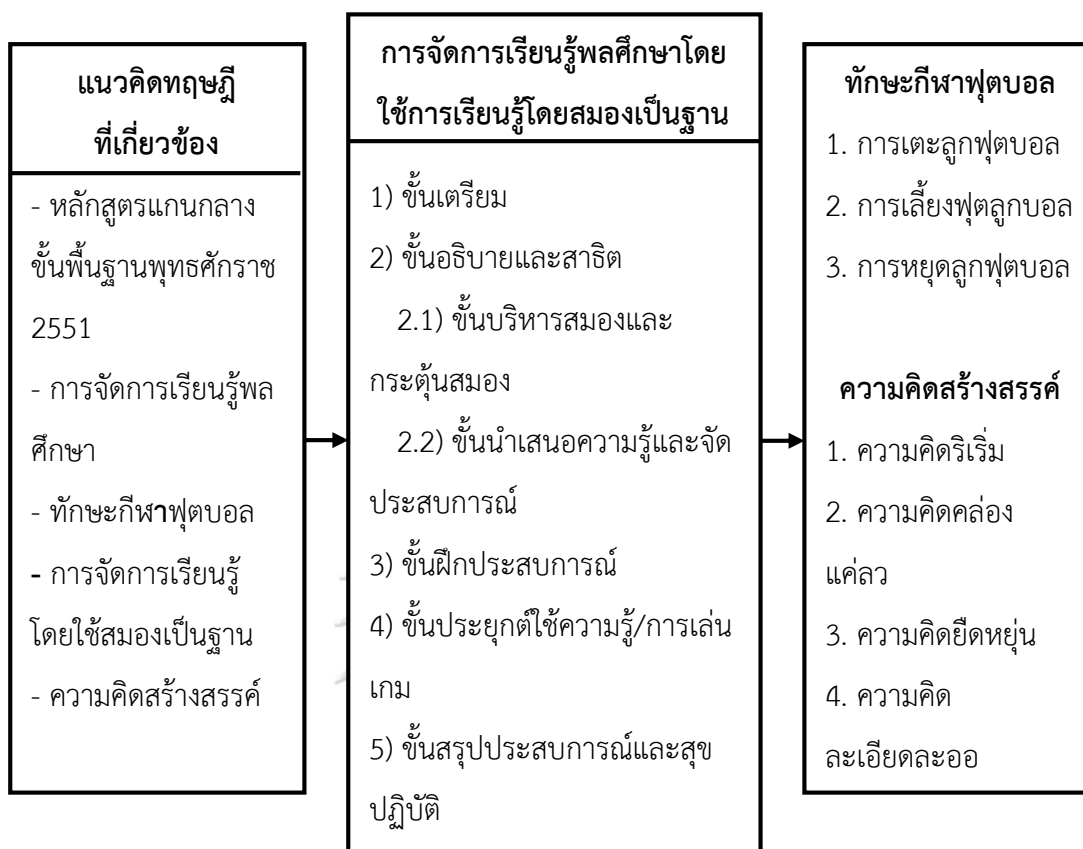 แนวคิดทฤษฎี
ที่เกี่ยวข้อง
- หลักสูตรแกนกลาง
ขั้นพื้นฐานพุทธศักราช
2551
- การจัดการเรียนรู้พล
ศึกษา
- ทักษะกีฬาฟุตบอล
- การจัดการเรียนรู้
โดยใช้สมองเป็นฐาน
- ความคิดสร้างสรรค์
การจัดการเรียนรู้พลศึกษาโดย
ใช้การเรียนรู้โดยสมองเป็นฐาน
1) ขั้นเตรียม
2) ขั้นอธิบายและสาธิต
2.1) ขั้นบริหารสมองและ
กระตุ้นสมอง
2.2) ขั้นนำเสนอความรู้และจัด
ประสบการณ์
3) ขั้นฝึกประสบการณ์
4) ขั้นประยุกต์ใช้ความรู้/การเล่น
เกม
5) ขั้นสรุปประสบการณ์และสุข
ปฏิบัติ
ทักษะกีฬาฟุตบอล
1. การเตะลูกฟุตบอล
2. การเลี้ยงฟุตลูกบอล
3. การหยุดลูกฟุตบอล
ความคิดสร้างสรรค์
1. ความคิดริเริ่ม
2. ความคิดคล่อง
แค่ลว
3. ความคิดยืดหยุ่น
4. ความคิด
ละเอียดละออ